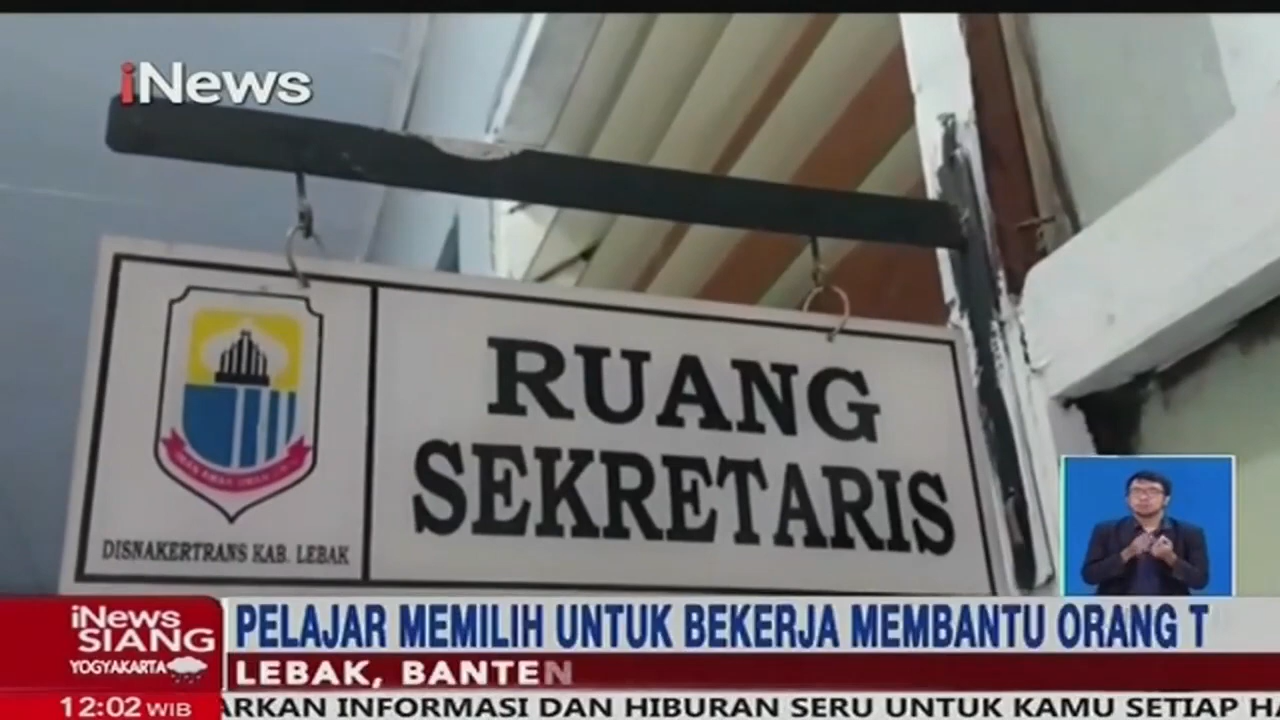 iNews
RUANG
SEKRETARIS
DISNAKERTRANS KAB. LEBAK
iNews
SIANG
YOGYAKARTA
PELAJAR MEMILIH UNTUK BEKERJA MEMBANTU ORANG T
LEBAK, BANTEN
12:02 WIB
ARKAN INFORMASI DAN HIBURAN SERU UNTUK KAMU SETIAP HA